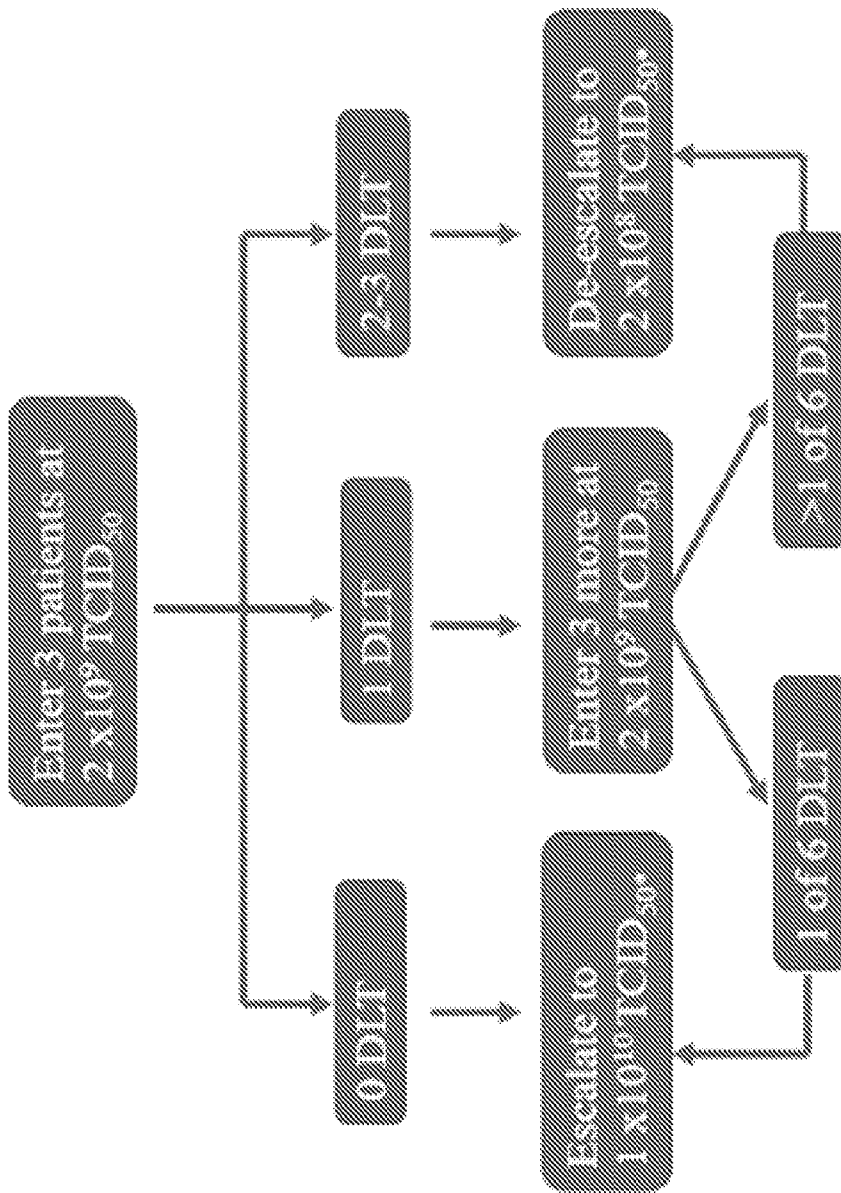 Enter 3 patients at
2 x10⁹ TCID₅₀
0 DLT
1 DLT
2-3 DLT
Escalate to
1 x10¹⁰ TCID₅₀*
Enter 3 more at
2 x10⁹ TCID₅₀
De-escalate to
2 x10⁸ TCID₅₀*
1 of 6 DLT
>1 of 6 DLT